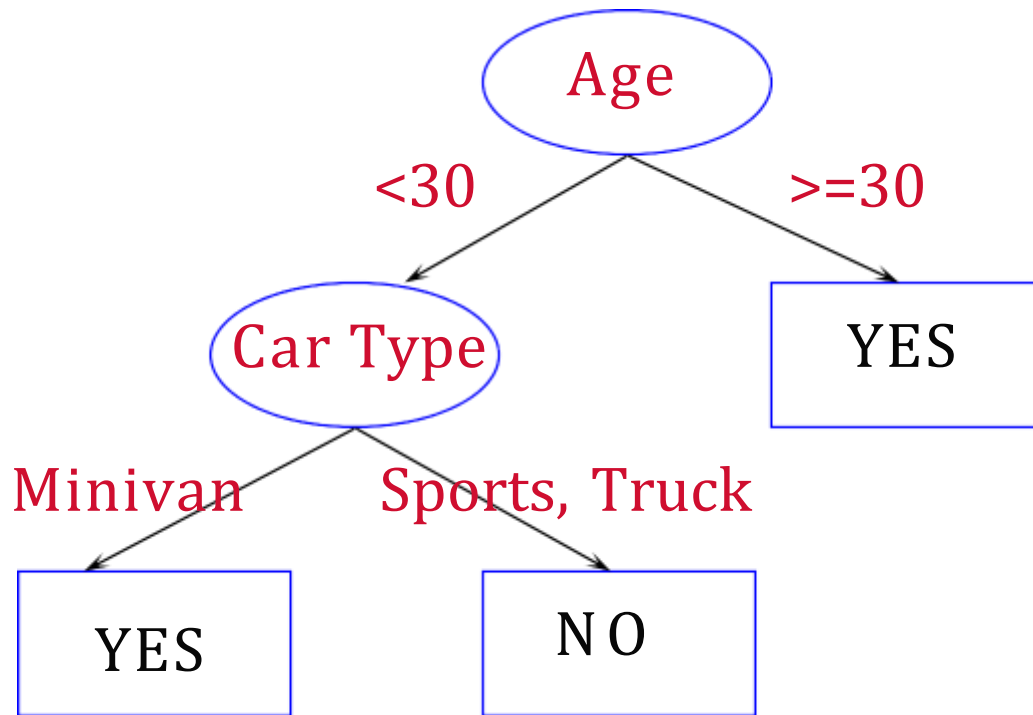 Age
<30
>=30
Car Type
YES
Minivan
Sports, Truck
YES
NO